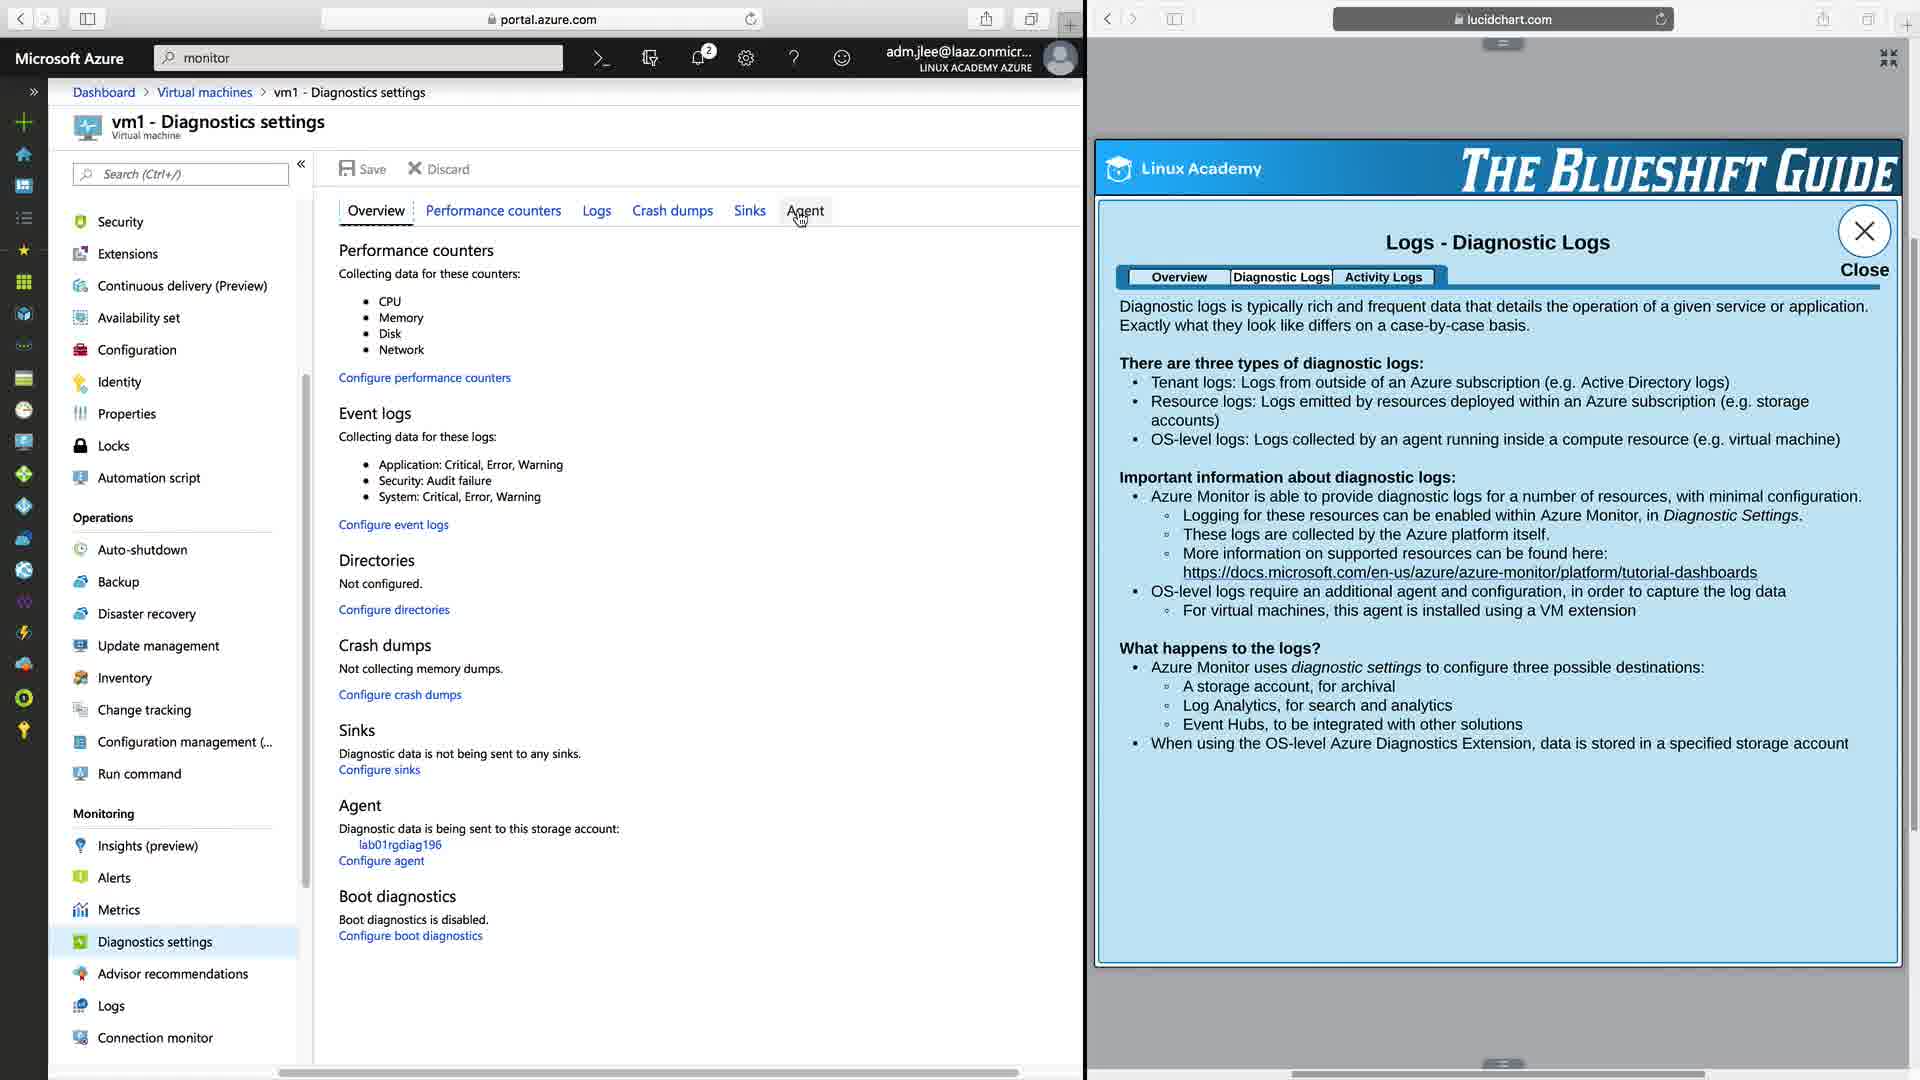 portal.azure.com
Microsoft Azure
monitor
2
adm.jlee@laaz.onmicr...
LINUX ACADEMY AZURE
Dashboard > Virtual machines > vm1 - Diagnostics settings
vm1 - Diagnostics settings
Virtual machine
Search (Ctrl+/)
Security
Extensions
Continuous delivery (Preview)
Availability set
Configuration
Identity
Properties
Locks
Automation script
Operations
Auto-shutdown
Backup
Disaster recovery
Update management
Inventory
Change tracking
Configuration management (...
Run command
Monitoring
Insights (preview)
Alerts
Metrics
Diagnostics settings
Advisor recommendations
Logs
Connection monitor
Save Discard
Overview Performance counters Logs Crash dumps Sinks Agent
Performance counters
Collecting data for these counters:
• CPU
• Memory
• Disk
• Network
Configure performance counters
Event logs
Collecting data for these logs:
• Application: Critical, Error, Warning
• Security: Audit failure
• System: Critical, Error, Warning
Configure event logs
Directories
Not configured.
Configure directories
Crash dumps
Not collecting memory dumps.
Configure crash dumps
Sinks
Diagnostic data is not being sent to any sinks.
Configure sinks
Agent
Diagnostic data is being sent to this storage account:
lab01rgdiag196
Configure agent
Boot diagnostics
Boot diagnostics is disabled.
Configure boot diagnostics
lucidchart.com
Linux Academy
THE BLUESHIFT GUIDE
Logs - Diagnostic Logs
Close
Overview Diagnostic Logs Activity Logs
Diagnostic logs is typically rich and frequent data that details the operation of a given service or application.
Exactly what they look like differs on a case-by-case basis.
There are three types of diagnostic logs:
• Tenant logs: Logs from outside of an Azure subscription (e.g. Active Directory logs)
• Resource logs: Logs emitted by resources deployed within an Azure subscription (e.g. storage
accounts)
• OS-level logs: Logs collected by an agent running inside a compute resource (e.g. virtual machine)
Important information about diagnostic logs:
• Azure Monitor is able to provide diagnostic logs for a number of resources, with minimal configuration.
◦ Logging for these resources can be enabled within Azure Monitor, in Diagnostic Settings.
◦ These logs are collected by the Azure platform itself.
◦ More information on supported resources can be found here:
https://docs.microsoft.com/en-us/azure/azure-monitor/platform/tutorial-dashboards
• OS-level logs require an additional agent and configuration, in order to capture the log data
◦ For virtual machines, this agent is installed using a VM extension
What happens to the logs?
• Azure Monitor uses diagnostic settings to configure three possible destinations:
◦ A storage account, for archival
◦ Log Analytics, for search and analytics
◦ Event Hubs, to be integrated with other solutions
• When using the OS-level Azure Diagnostics Extension, data is stored in a specified storage account